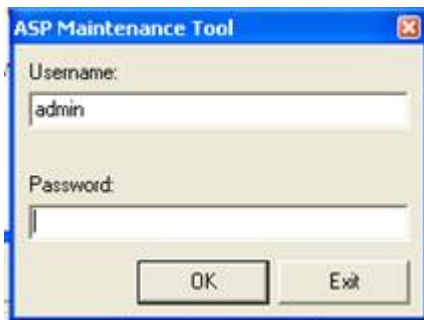 ASP Maintenance Tool
Username:
admin
Password:
OK
Exit